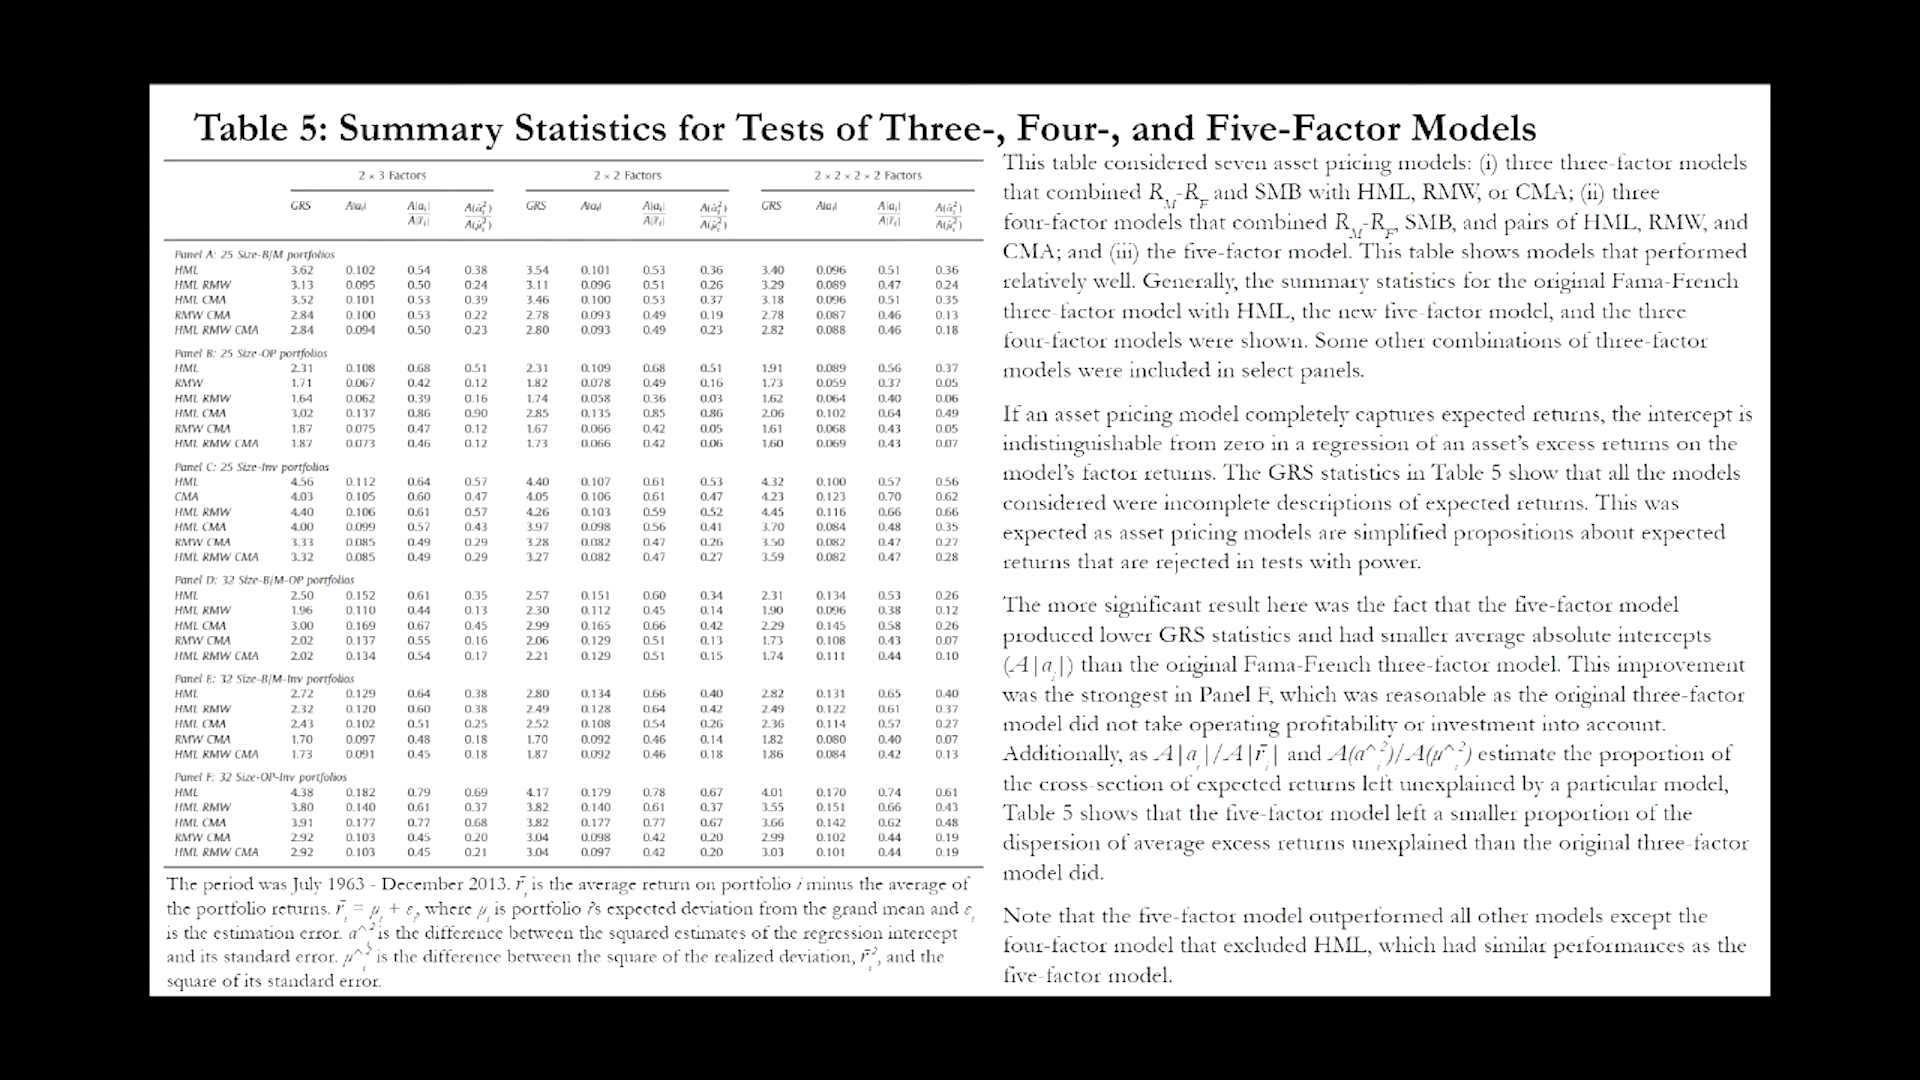 Table 5: Summary Statistics for Tests of Three-, Four-, and Five-Factor Models
2 × 3 Factors 2 × 2 Factors 2 × 2 × 2 × 2 Factors
GRS A|aᵢ| A|aᵢ|/A|r̄ᵢ| A(âᵢ²)/A(μ̂ᵢ²) GRS A|aᵢ| A|aᵢ|/A|r̄ᵢ| A(âᵢ²)/A(μ̂ᵢ²) GRS A|aᵢ| A|aᵢ|/A|r̄ᵢ| A(âᵢ²)/A(μ̂ᵢ²)
Panel A: 25 Size-B/M portfolios
HML 3.62 0.102 0.54 0.38 3.54 0.101 0.53 0.36 3.40 0.096 0.51 0.36
HML RMW 3.13 0.095 0.50 0.24 3.11 0.096 0.51 0.26 3.29 0.089 0.47 0.24
HML CMA 3.52 0.101 0.53 0.39 3.46 0.100 0.53 0.37 3.18 0.096 0.51 0.35
RMW CMA 2.84 0.100 0.53 0.22 2.78 0.093 0.49 0.19 2.78 0.087 0.46 0.13
HML RMW CMA 2.84 0.094 0.50 0.23 2.80 0.093 0.49 0.23 2.82 0.088 0.46 0.18
Panel B: 25 Size-OP portfolios
HML 2.31 0.108 0.68 0.51 2.31 0.109 0.68 0.51 1.91 0.089 0.56 0.37
RMW 1.71 0.067 0.42 0.12 1.82 0.078 0.49 0.16 1.73 0.059 0.37 0.05
HML RMW 1.64 0.062 0.39 0.16 1.74 0.058 0.36 0.03 1.62 0.064 0.40 0.06
HML CMA 3.02 0.137 0.86 0.90 2.85 0.135 0.85 0.86 2.06 0.102 0.64 0.49
RMW CMA 1.87 0.075 0.47 0.12 1.67 0.066 0.42 0.05 1.61 0.068 0.43 0.05
HML RMW CMA 1.87 0.073 0.46 0.12 1.73 0.066 0.42 0.06 1.60 0.069 0.43 0.07
Panel C: 25 Size-Inv portfolios
HML 4.56 0.112 0.64 0.57 4.40 0.107 0.61 0.53 4.32 0.100 0.57 0.56
CMA 4.03 0.105 0.60 0.47 4.05 0.106 0.61 0.47 4.23 0.123 0.70 0.62
HML RMW 4.40 0.106 0.61 0.57 4.26 0.103 0.59 0.52 4.45 0.116 0.66 0.66
HML CMA 4.00 0.099 0.57 0.43 3.97 0.098 0.56 0.41 3.70 0.084 0.48 0.35
RMW CMA 3.33 0.085 0.49 0.29 3.28 0.082 0.47 0.26 3.50 0.082 0.47 0.27
HML RMW CMA 3.32 0.085 0.49 0.29 3.27 0.082 0.47 0.27 3.59 0.082 0.47 0.28
Panel D: 32 Size-B/M-OP portfolios
HML 2.50 0.152 0.61 0.35 2.57 0.151 0.60 0.34 2.31 0.134 0.53 0.26
HML RMW 1.96 0.110 0.44 0.13 2.30 0.112 0.45 0.14 1.90 0.096 0.38 0.12
HML CMA 3.00 0.169 0.67 0.45 2.99 0.165 0.66 0.42 2.29 0.145 0.58 0.26
RMW CMA 2.02 0.137 0.55 0.16 2.06 0.129 0.51 0.13 1.73 0.108 0.43 0.07
HML RMW CMA 2.02 0.134 0.54 0.17 2.21 0.129 0.51 0.15 1.74 0.111 0.44 0.10
Panel E: 32 Size-B/M-Inv portfolios
HML 2.72 0.129 0.64 0.38 2.80 0.134 0.66 0.40 2.82 0.131 0.65 0.40
HML RMW 2.32 0.120 0.60 0.38 2.49 0.128 0.64 0.42 2.49 0.122 0.61 0.37
HML CMA 2.43 0.102 0.51 0.25 2.52 0.108 0.54 0.26 2.36 0.114 0.57 0.27
RMW CMA 1.70 0.097 0.48 0.18 1.70 0.092 0.46 0.14 1.82 0.080 0.40 0.07
HML RMW CMA 1.73 0.091 0.45 0.18 1.87 0.092 0.46 0.18 1.86 0.084 0.42 0.13
Panel F: 32 Size-OP-Inv portfolios
HML 4.38 0.182 0.79 0.69 4.17 0.179 0.78 0.67 4.01 0.170 0.74 0.61
HML RMW 3.80 0.140 0.61 0.37 3.82 0.140 0.61 0.37 3.55 0.151 0.66 0.43
HML CMA 3.91 0.177 0.77 0.68 3.82 0.177 0.77 0.67 3.66 0.142 0.62 0.48
RMW CMA 2.92 0.103 0.45 0.20 3.04 0.098 0.42 0.20 2.99 0.102 0.44 0.19
HML RMW CMA 2.92 0.103 0.45 0.21 3.04 0.097 0.42 0.20 3.03 0.101 0.44 0.19
The period was July 1963 - December 2013. r̄ᵢ is the average return on portfolio i minus the average of
the portfolio returns. r̄ᵢ = μᵢ + εᵢ, where μᵢ is portfolio i's expected deviation from the grand mean and εᵢ
is the estimation error. a^ᵢ² is the difference between the squared estimates of the regression intercept
and its standard error. μ^ᵢ² is the difference between the square of the realized deviation, r̄ᵢ², and the
square of its standard error.
This table considered seven asset pricing models: (i) three three-factor models
that combined R_M-R_F and SMB with HML, RMW, or CMA; (ii) three
four-factor models that combined R_M-R_F, SMB, and pairs of HML, RMW, and
CMA; and (iii) the five-factor model. This table shows models that performed
relatively well. Generally, the summary statistics for the original Fama-French
three-factor model with HML, the new five-factor model, and the three
four-factor models were shown. Some other combinations of three-factor
models were included in select panels.
If an asset pricing model completely captures expected returns, the intercept is
indistinguishable from zero in a regression of an asset's excess returns on the
model's factor returns. The GRS statistics in Table 5 show that all the models
considered were incomplete descriptions of expected returns. This was
expected as asset pricing models are simplified propositions about expected
returns that are rejected in tests with power.
The more significant result here was the fact that the five-factor model
produced lower GRS statistics and had smaller average absolute intercepts
(A|aᵢ|) than the original Fama-French three-factor model. This improvement
was the strongest in Panel F, which was reasonable as the original three-factor
model did not take operating profitability or investment into account.
Additionally, as A|aᵢ|/A|r̄ᵢ| and A(a^ᵢ²)/A(μ^ᵢ²) estimate the proportion of
the cross-section of expected returns left unexplained by a particular model,
Table 5 shows that the five-factor model left a smaller proportion of the
dispersion of average excess returns unexplained than the original three-factor
model did.
Note that the five-factor model outperformed all other models except the
four-factor model that excluded HML, which had similar performances as the
five-factor model.